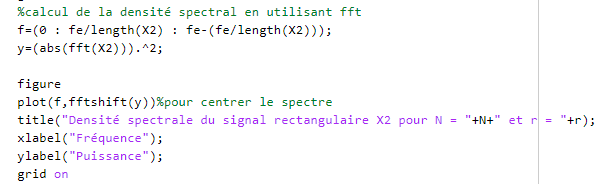 %calcul de la densité spectral en utilisant fft
f=(0 : fe/length(X2) : fe-(fe/length(X2)));
y=(abs(fft(X2))).^2;
figure
plot(f,fftshift(y))%pour centrer le spectre
title("Densité spectrale du signal rectangulaire X2 pour N = "+N+" et r = "+r);
xlabel("Fréquence");
ylabel("Puissance");
grid on